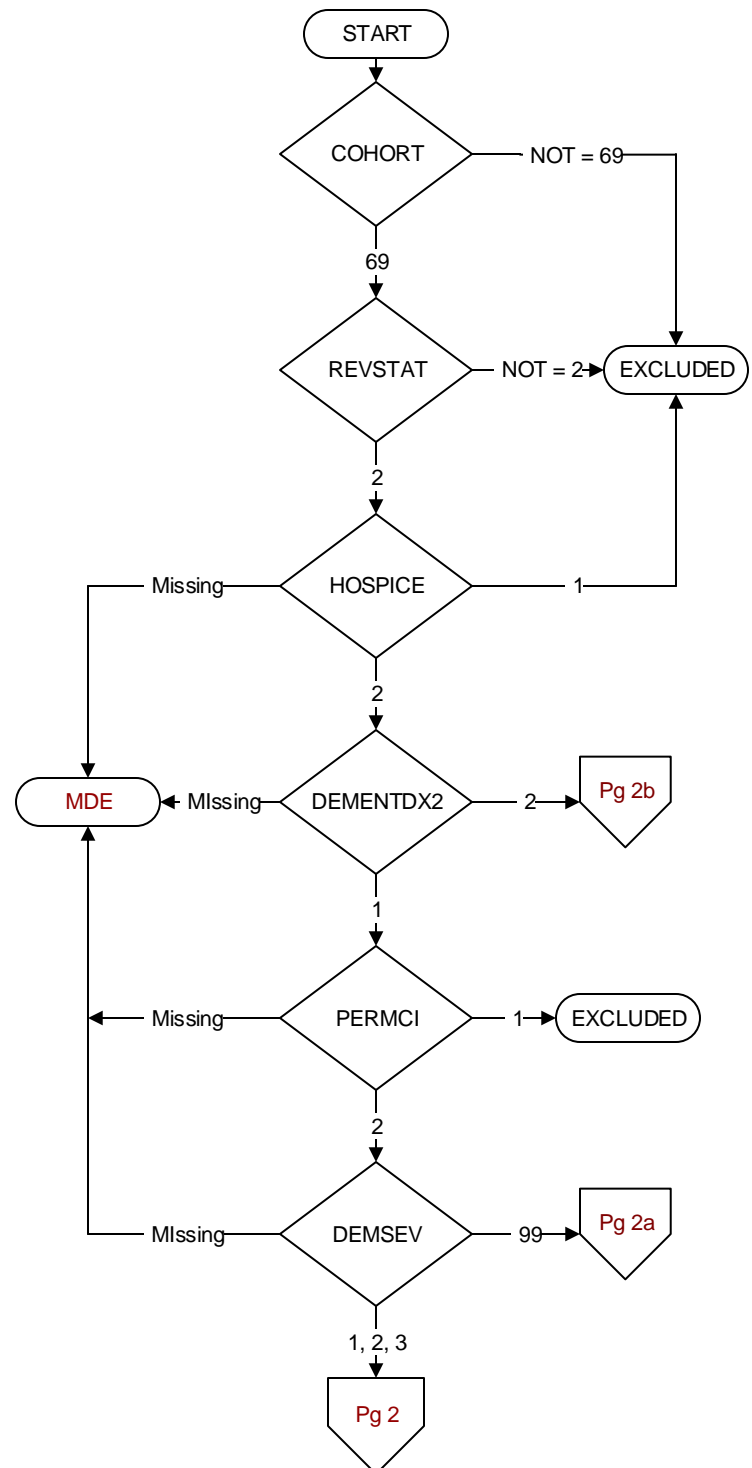 START
COHORT
NOT = 69
69
REVSTAT
NOT = 2
EXCLUDED
2
Missing
HOSPICE
1
2
MDE
MIssing
DEMENTDX2
2
Pg 2b
1
Missing
PERMCI
1
EXCLUDED
2
MIssing
DEMSEV
99
Pg 2a
1, 2, 3
Pg 2